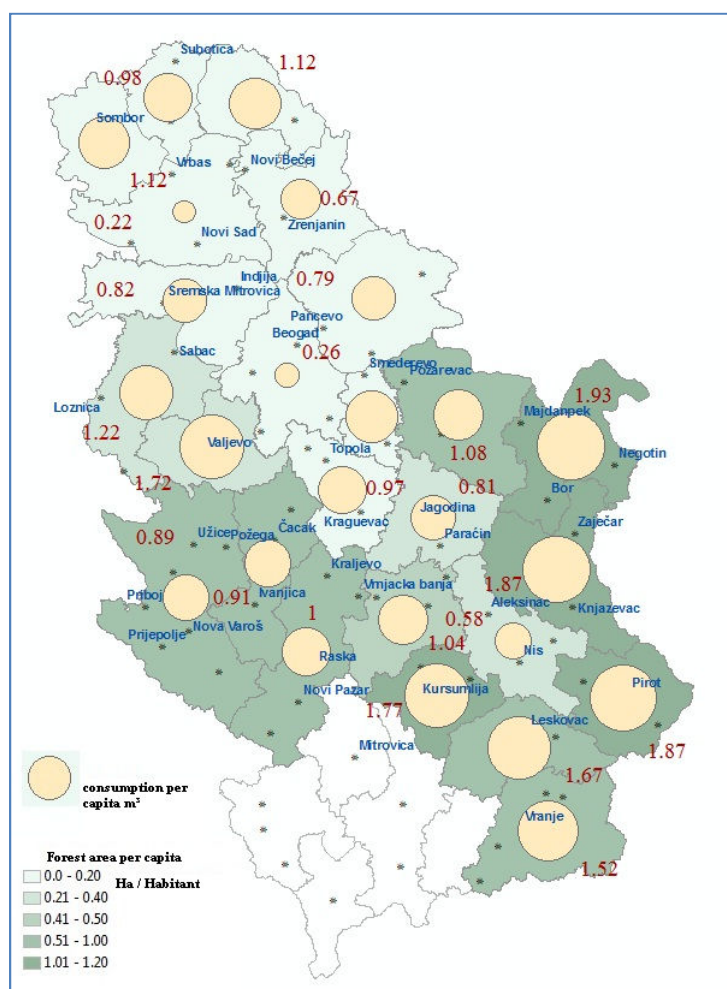 Subotica
1.12
0.98
Sombor
Vrbas
Novi Bečej
1.12
0.67
0.22
Novi Sad
Zrenjanin
Indjija
0.79
0.82
Sremska Mitrovica
Pancevo
Beogad
0.26
Sabac
Smederevo
Pozarevac
1.93
Loznica
Majdanpek
1.22
Valjevo
Topola
1.08
Negotin
1.72
0.97
0.81
Bor
Kraguevac
Jagodina
0.89
Užice
Požega
Čacak
Paraćin
Zaječar
Kraljevo
Priboj
0.91
Ivanjica
Vrnjacka banja
1.87
Aleksinac
Knjazevac
1
0.58
Prijepolje
Nova Varoš
1.04
Nis
Raska
Novi Pazar
Kursumlija
Pirot
1.77
Leskovac
Mitrovica
1.87
1.67
consumption per
capita m³
Vranje
1.52
Forest area per capita
Ha / Habitant
0.0 - 0.20
0.21 - 0.40
0.41 - 0.50
0.51 - 1.00
1.01 - 1.20